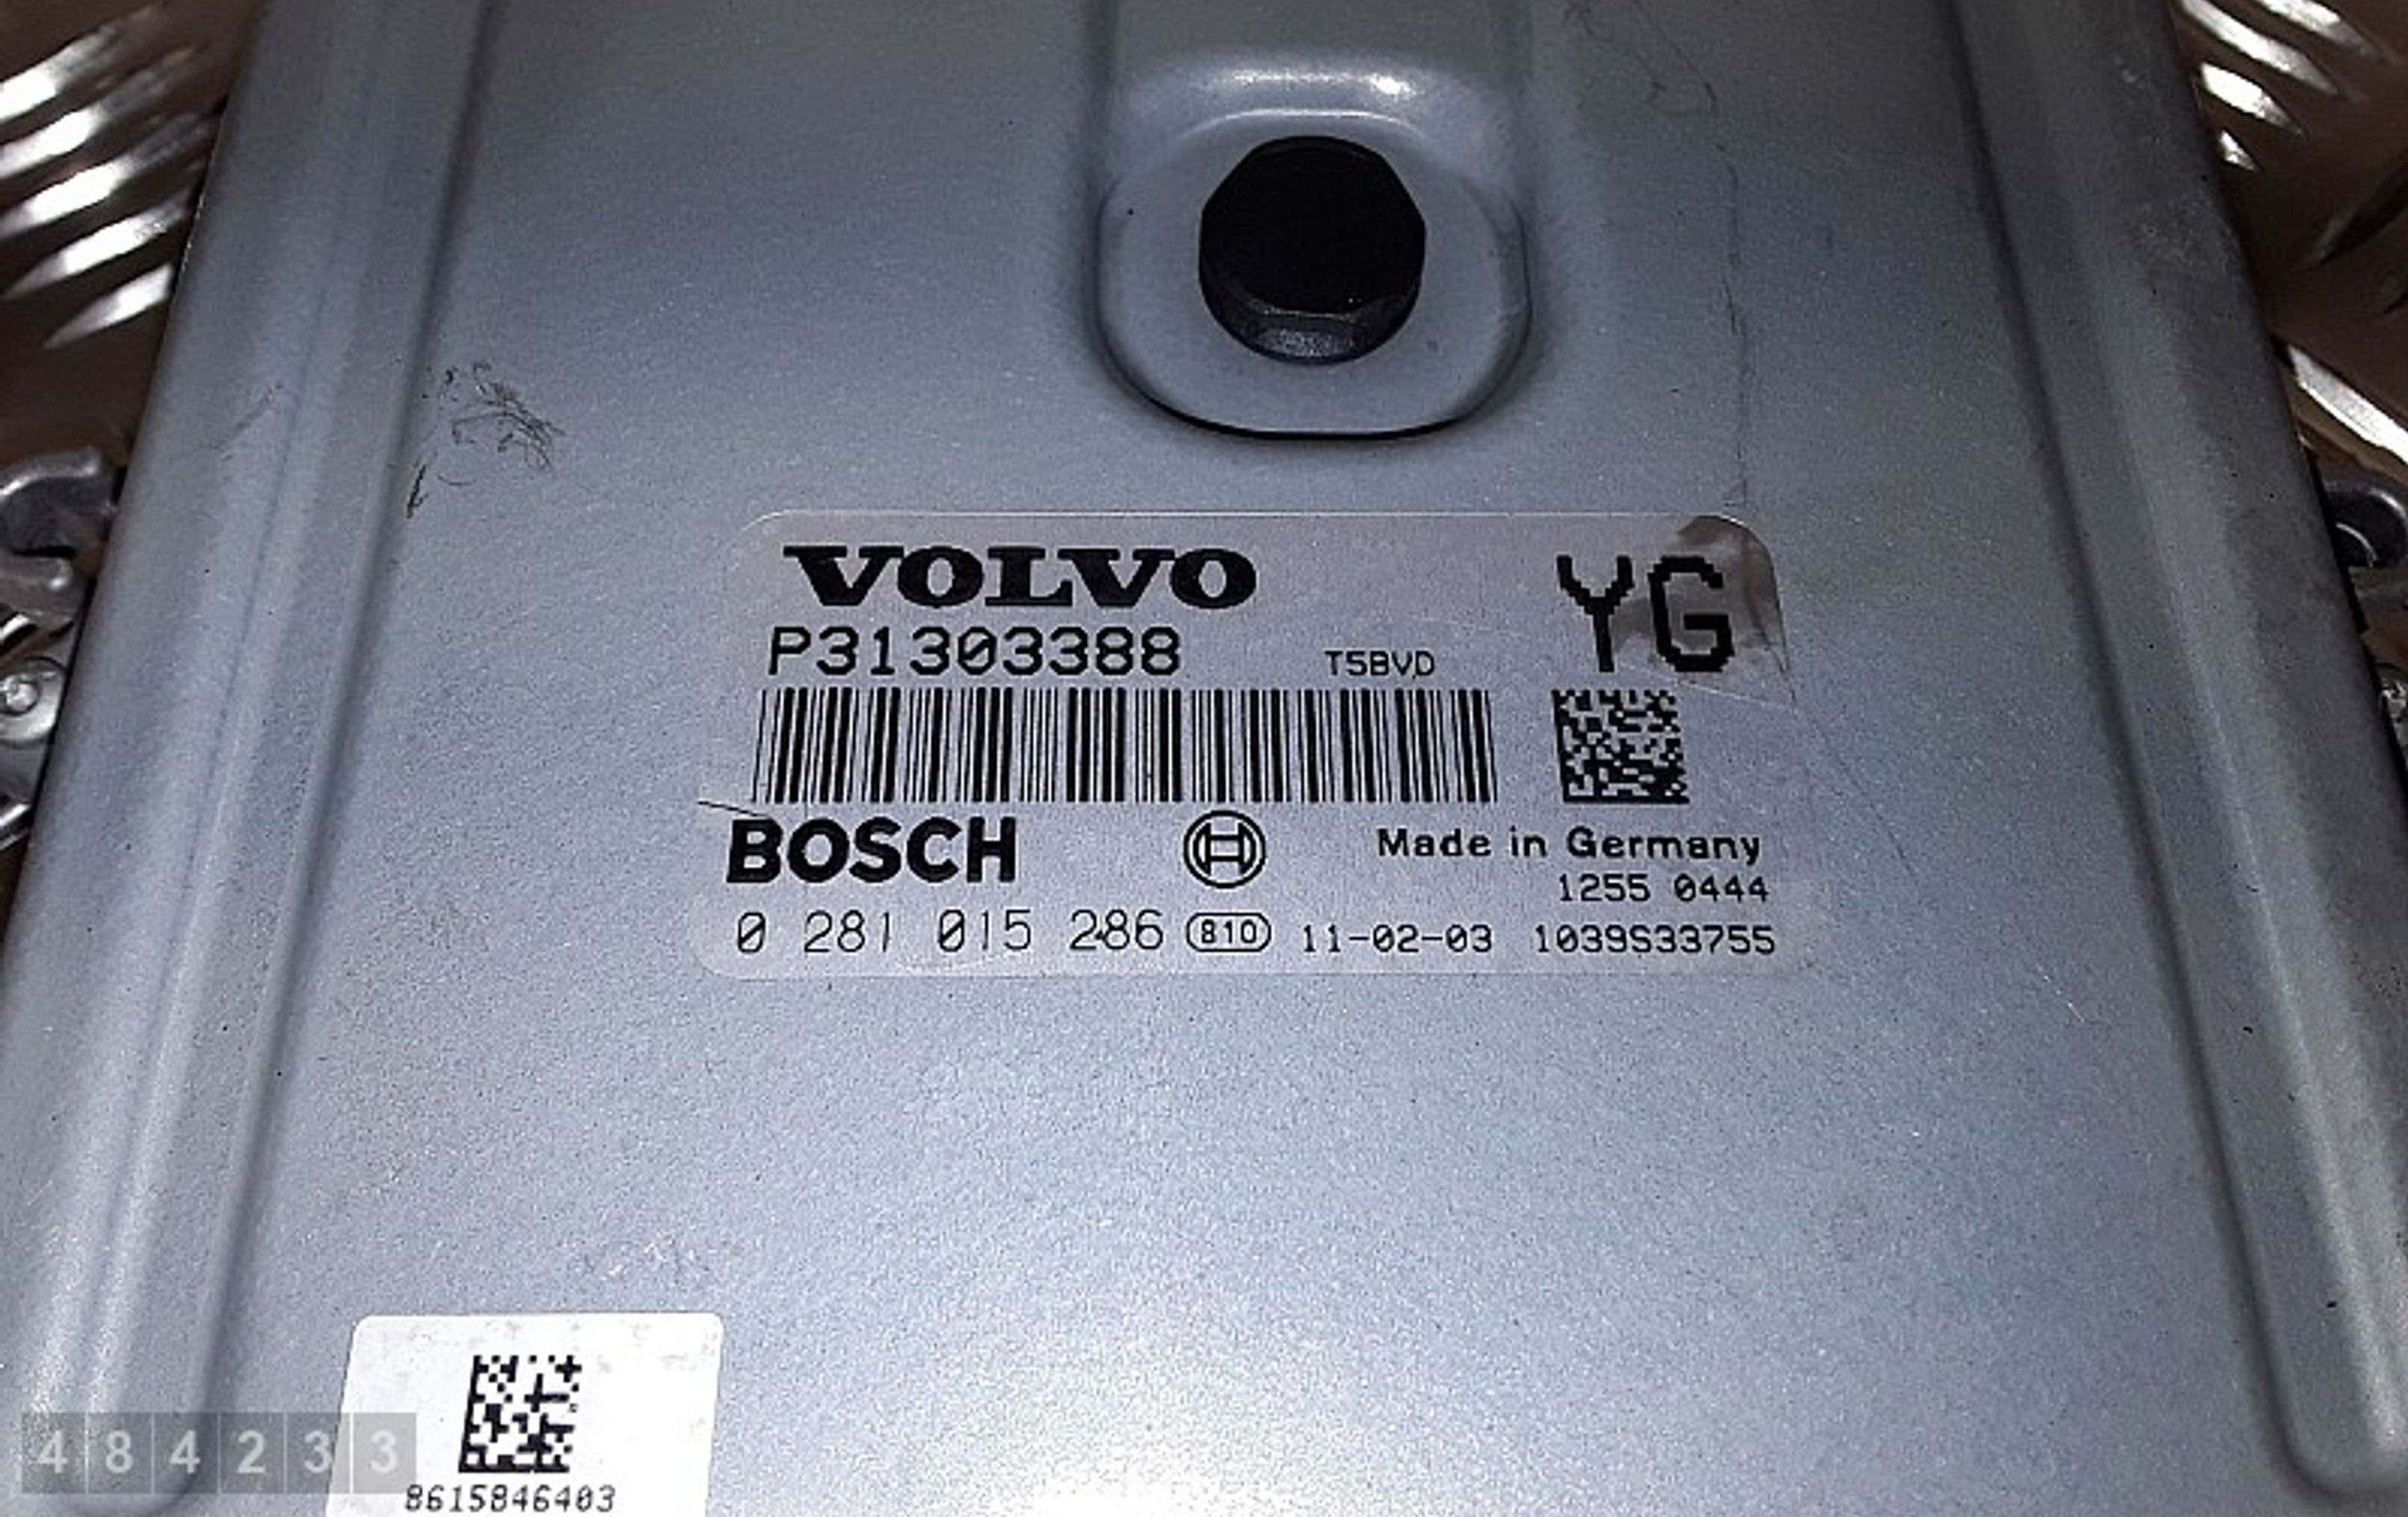 VOLVO
YG
P31303388 T5BVD
BOSCH
Made in Germany
1255 0444
0 281 015 286 810 11-02-03 1039S33755
484233
8615846403